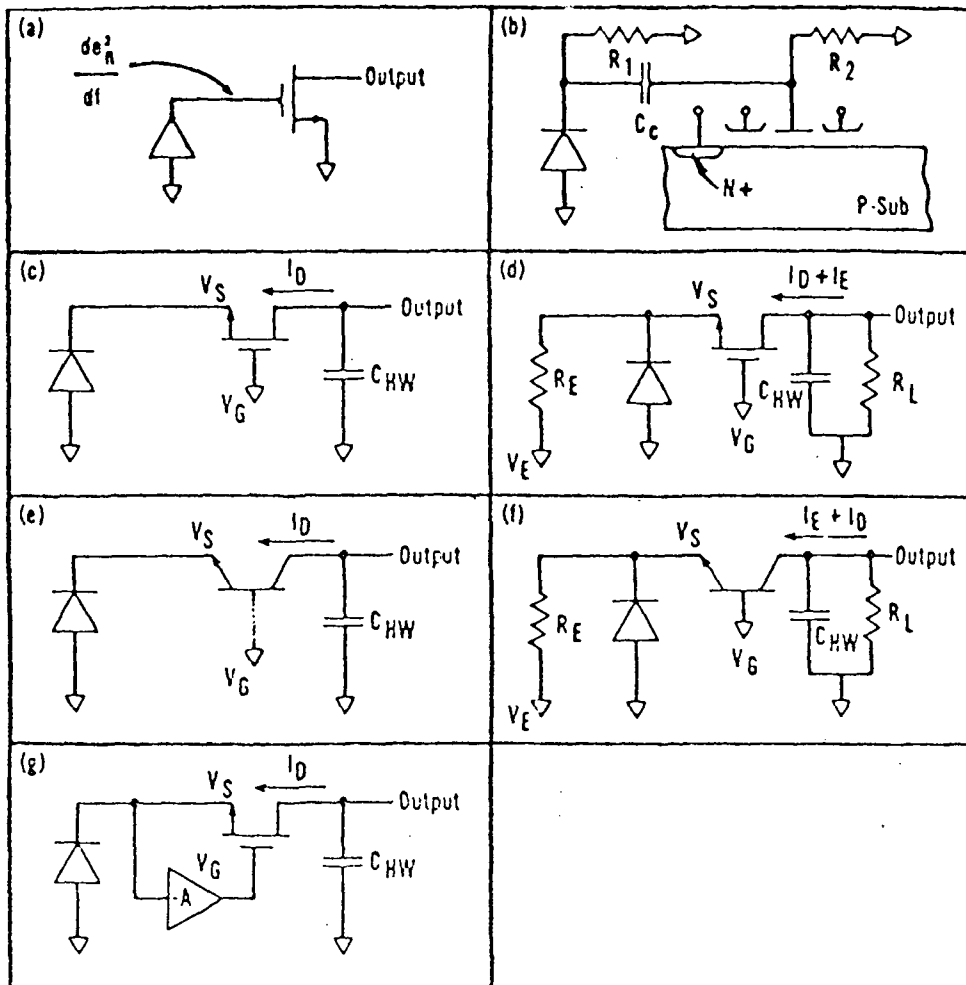 (a)
de²n
df
Output
(b)
R1
R2
Cc
N+
P-Sub
(c)
VS
ID
Output
VG
CHW
(d)
VS
ID + IE
Output
RE
CHW
RL
VG
VE
(e)
VS
ID
Output
CHW
VG
(f)
VS
IE + ID
Output
RE
CHW
RL
VG
VE
(g)
VS
ID
Output
VG
CHW
-A